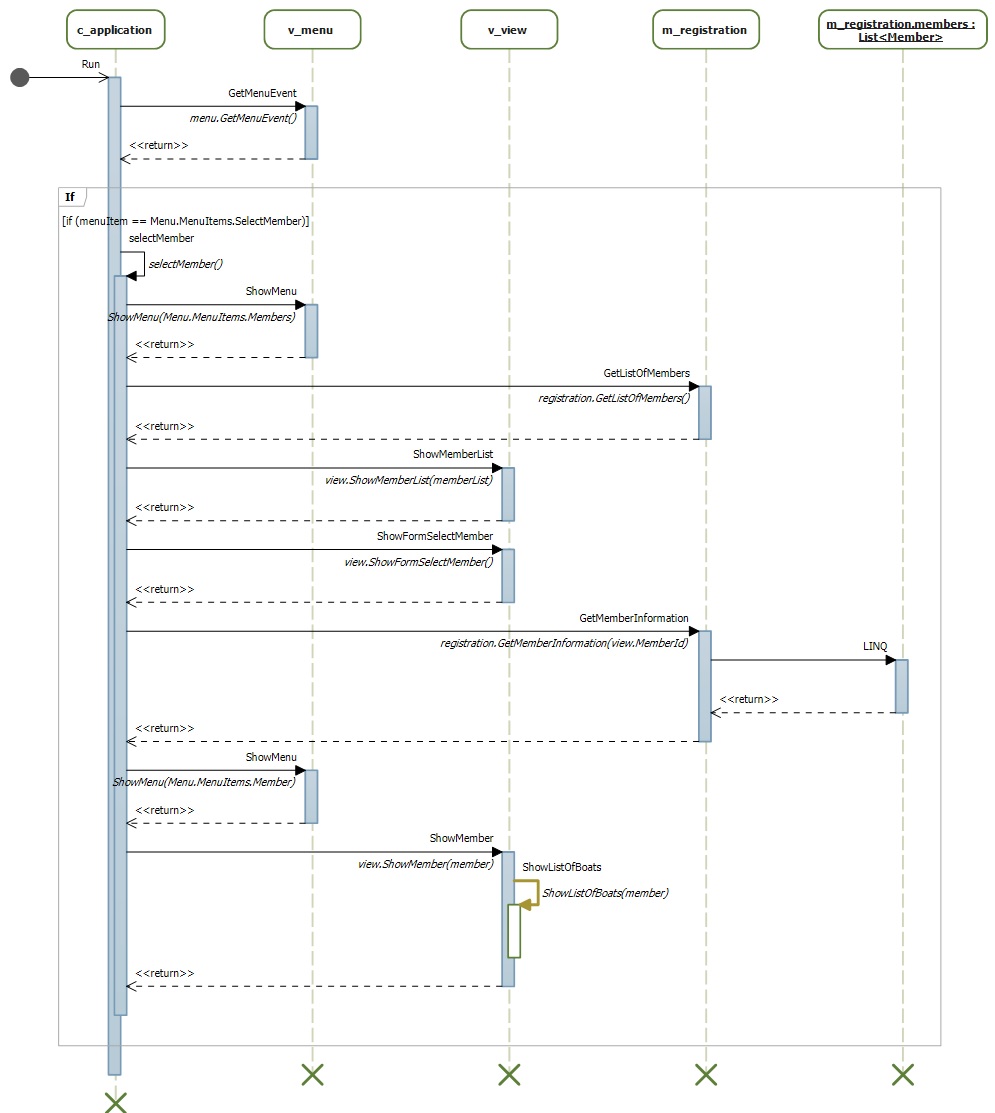 c_application
v_menu
v_view
m_registration
m_registration.members :
List<Member>
Run
GetMenuEvent
menu.GetMenuEvent()
<<return>>
If
[if (menuItem == Menu.MenuItems.SelectMember)]
selectMember
selectMember()
ShowMenu
ShowMenu(Menu.MenuItems.Members)
<<return>>
GetListOfMembers
registration.GetListOfMembers()
<<return>>
ShowMemberList
view.ShowMemberList(memberList)
<<return>>
ShowFormSelectMember
view.ShowFormSelectMember()
<<return>>
GetMemberInformation
registration.GetMemberInformation(view.MemberId)
LINQ
<<return>>
<<return>>
ShowMenu
ShowMenu(Menu.MenuItems.Member)
<<return>>
ShowMember
view.ShowMember(member)
ShowListOfBoats
ShowListOfBoats(member)
<<return>>